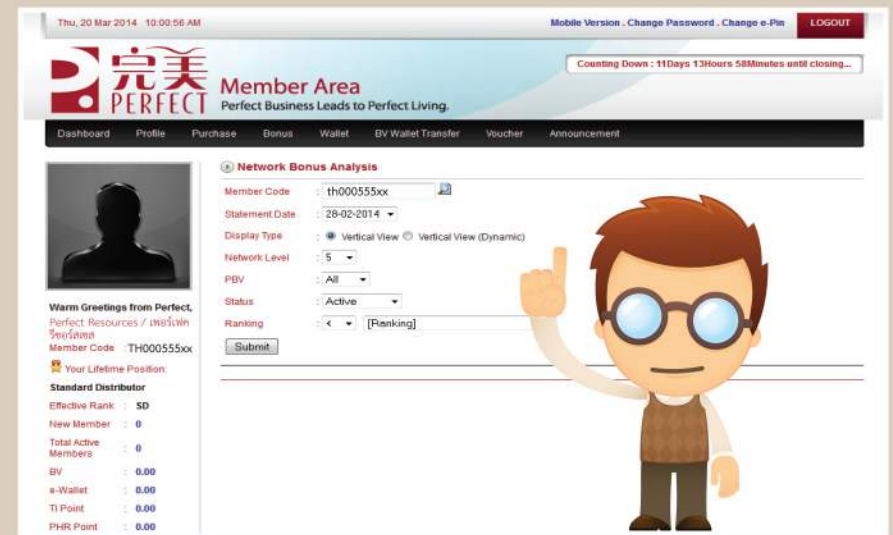 Thu, 20 Mar 2014 10:00:56 AM
Mobile Version . Change Password . Change e-Pin
LOGOUT
Counting Down : 11Days 13Hours 58Minutes until closing...
完美
PERFECT
Member Area
Perfect Business Leads to Perfect Living.
Dashboard Profile Purchase Bonus Wallet BV Wallet Transfer Voucher Announcement
Network Bonus Analysis
Member Code : th000555xx
Statement Date : 28-02-2014
Display Type : Vertical View Vertical View (Dynamic)
Network Level : 5
PBV : All
Status : Active
Ranking : < [Ranking]
Submit
Warm Greetings from Perfect,
Perfect Resources / เพอร์เฟค
รีซอร์สเซส
Member Code : TH000555xx
Your Lifetime Position:
Standard Distributor
Effective Rank : SD
New Member : 0
Total Active
Members : 0
BV : 0.00
e-Wallet : 0.00
TI Point : 0.00
PHR Point : 0.00